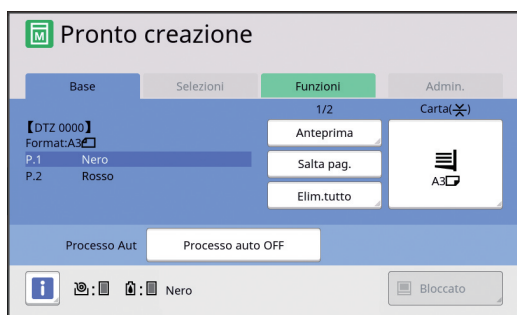 Pronto creazione
Base
Selezioni
Funzioni
Admin.
1/2
Carta( )
【DTZ 0000】
Format:A3
Anteprima
P.1 Nero
Salta pag.
A3
P.2 Rosso
Elim.tutto
Processo Aut
Processo auto OFF
: : Nero
Bloccato